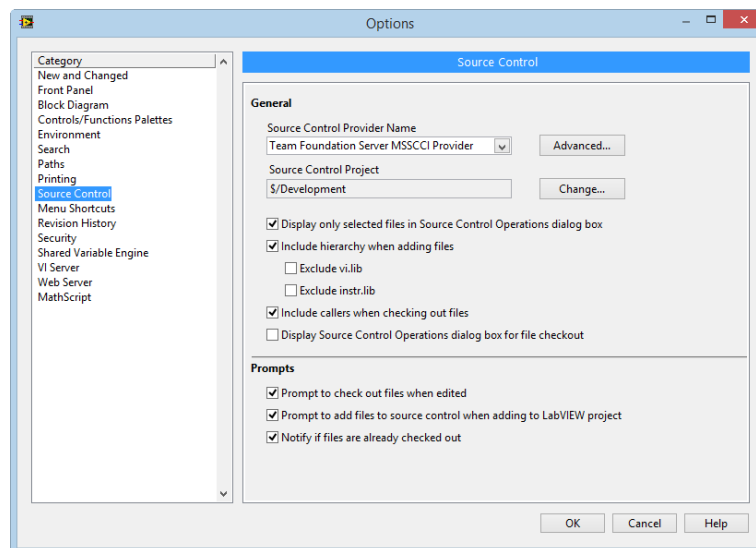 Options
Category
New and Changed
Front Panel
Block Diagram
Controls/Functions Palettes
Environment
Search
Paths
Printing
Source Control
Menu Shortcuts
Revision History
Security
Shared Variable Engine
VI Server
Web Server
MathScript
Source Control
General
Source Control Provider Name
Team Foundation Server MSSCCI Provider
Advanced...
Source Control Project
$/Development
Change...
Display only selected files in Source Control Operations dialog box
Include hierarchy when adding files
Exclude vi.lib
Exclude instr.lib
Include callers when checking out files
Display Source Control Operations dialog box for file checkout
Prompts
Prompt to check out files when edited
Prompt to add files to source control when adding to LabVIEW project
Notify if files are already checked out
OK
Cancel
Help